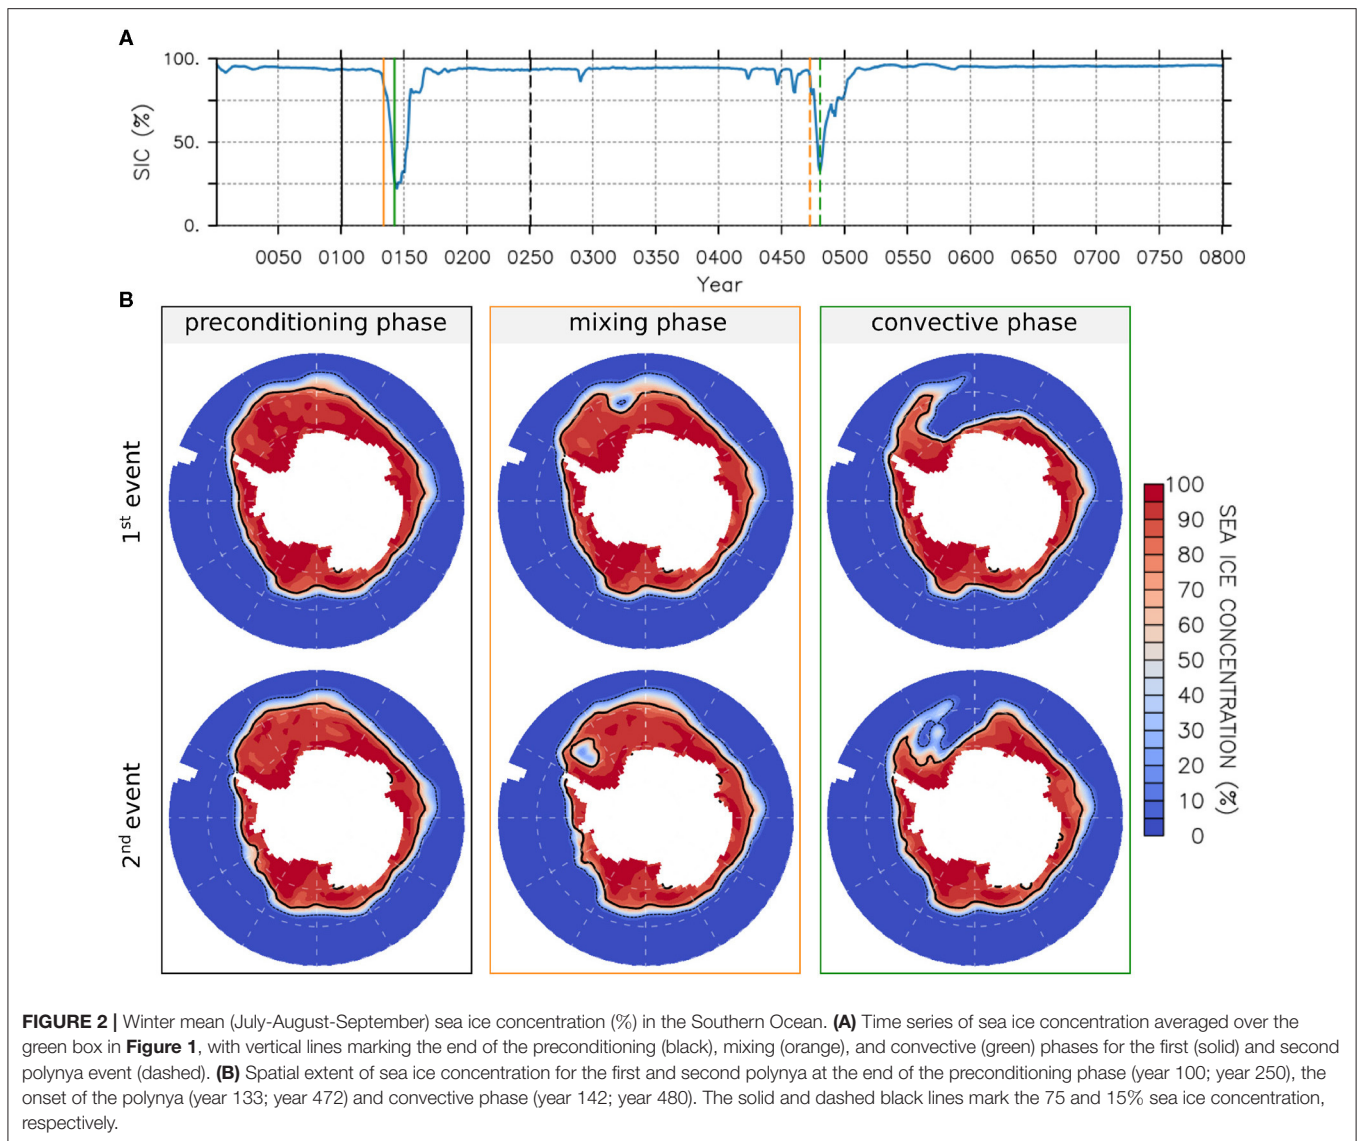 A
100.
50.
0.
SIC (%)
0050 0100 0150 0200 0250 0300 0350 0400 0450 0500 0550 0600 0650 0700 0750 0800
Year
B
preconditioning phase
mixing phase
convective phase
1st event
2nd event
100
90
80
70
60
50
40
30
20
10
0
SEA ICE CONCENTRATION (%)
FIGURE 2 | Winter mean (July-August-September) sea ice concentration (%) in the Southern Ocean. (A) Time series of sea ice concentration averaged over the
green box in Figure 1, with vertical lines marking the end of the preconditioning (black), mixing (orange), and convective (green) phases for the first (solid) and second
polynya event (dashed). (B) Spatial extent of sea ice concentration for the first and second polynya at the end of the preconditioning phase (year 100; year 250), the
onset of the polynya (year 133; year 472) and convective phase (year 142; year 480). The solid and dashed black lines mark the 75 and 15% sea ice concentration,
respectively.